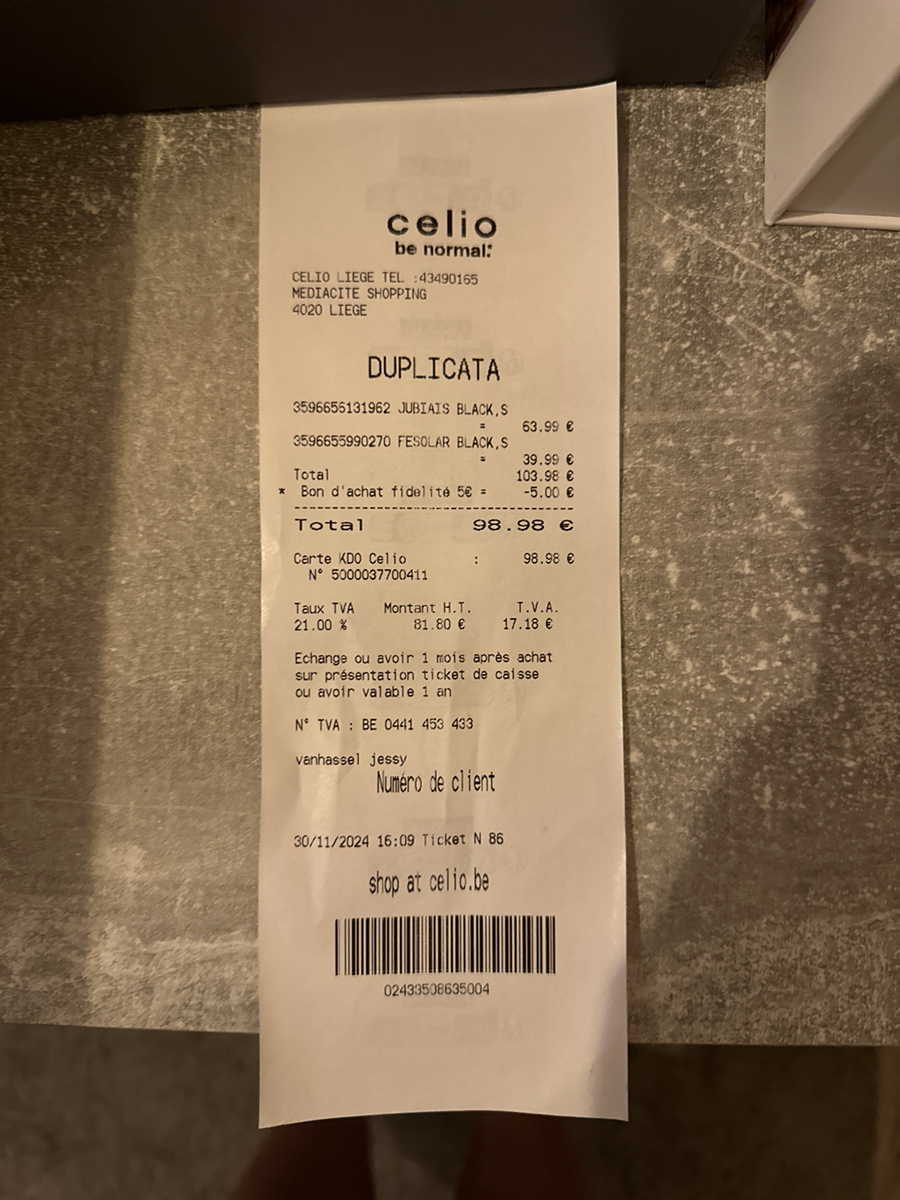 celio
be normal:
CELIO LIEGE TEL :43490165
MEDIACITE SHOPPING
4020 LIEGE
DUPLICATA
3596656131962 JUBIAIS BLACK,S
= 63.99 €
3596655990270 FESOLAR BLACK,S
= 39.99 €
Total 103.98 €
* Bon d'achat fidelité 5€ = -5.00 €
Total 98.98 €
Carte KDO Celio : 98.98 €
N° 5000037700411
Taux TVA Montant H.T. T.V.A.
21.00 % 81.80 € 17.18 €
Echange ou avoir 1 mois après achat
sur présentation ticket de caisse
ou avoir valable 1 an
N° TVA : BE 0441 453 433
vanhassel jessy
Numéro de client
30/11/2024 16:09 Ticket N 86
shop at celio.be
02433508635004